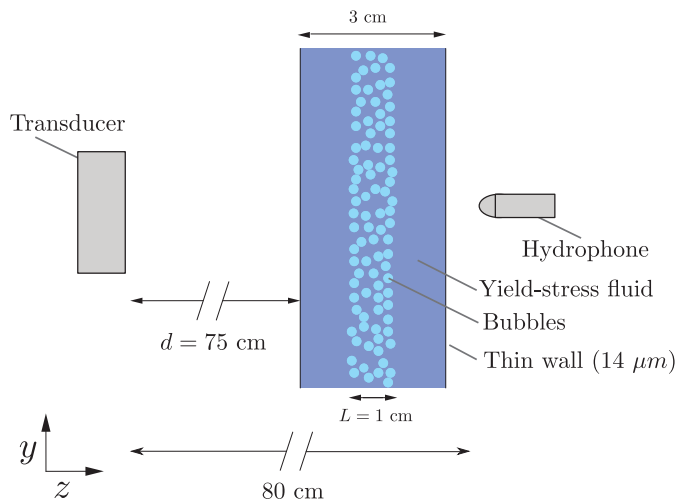 3 cm
Transducer
Hydrophone
Yield-stress fluid
Bubbles
d = 75 cm
Thin wall (14 μm)
L = 1 cm
y
z
80 cm